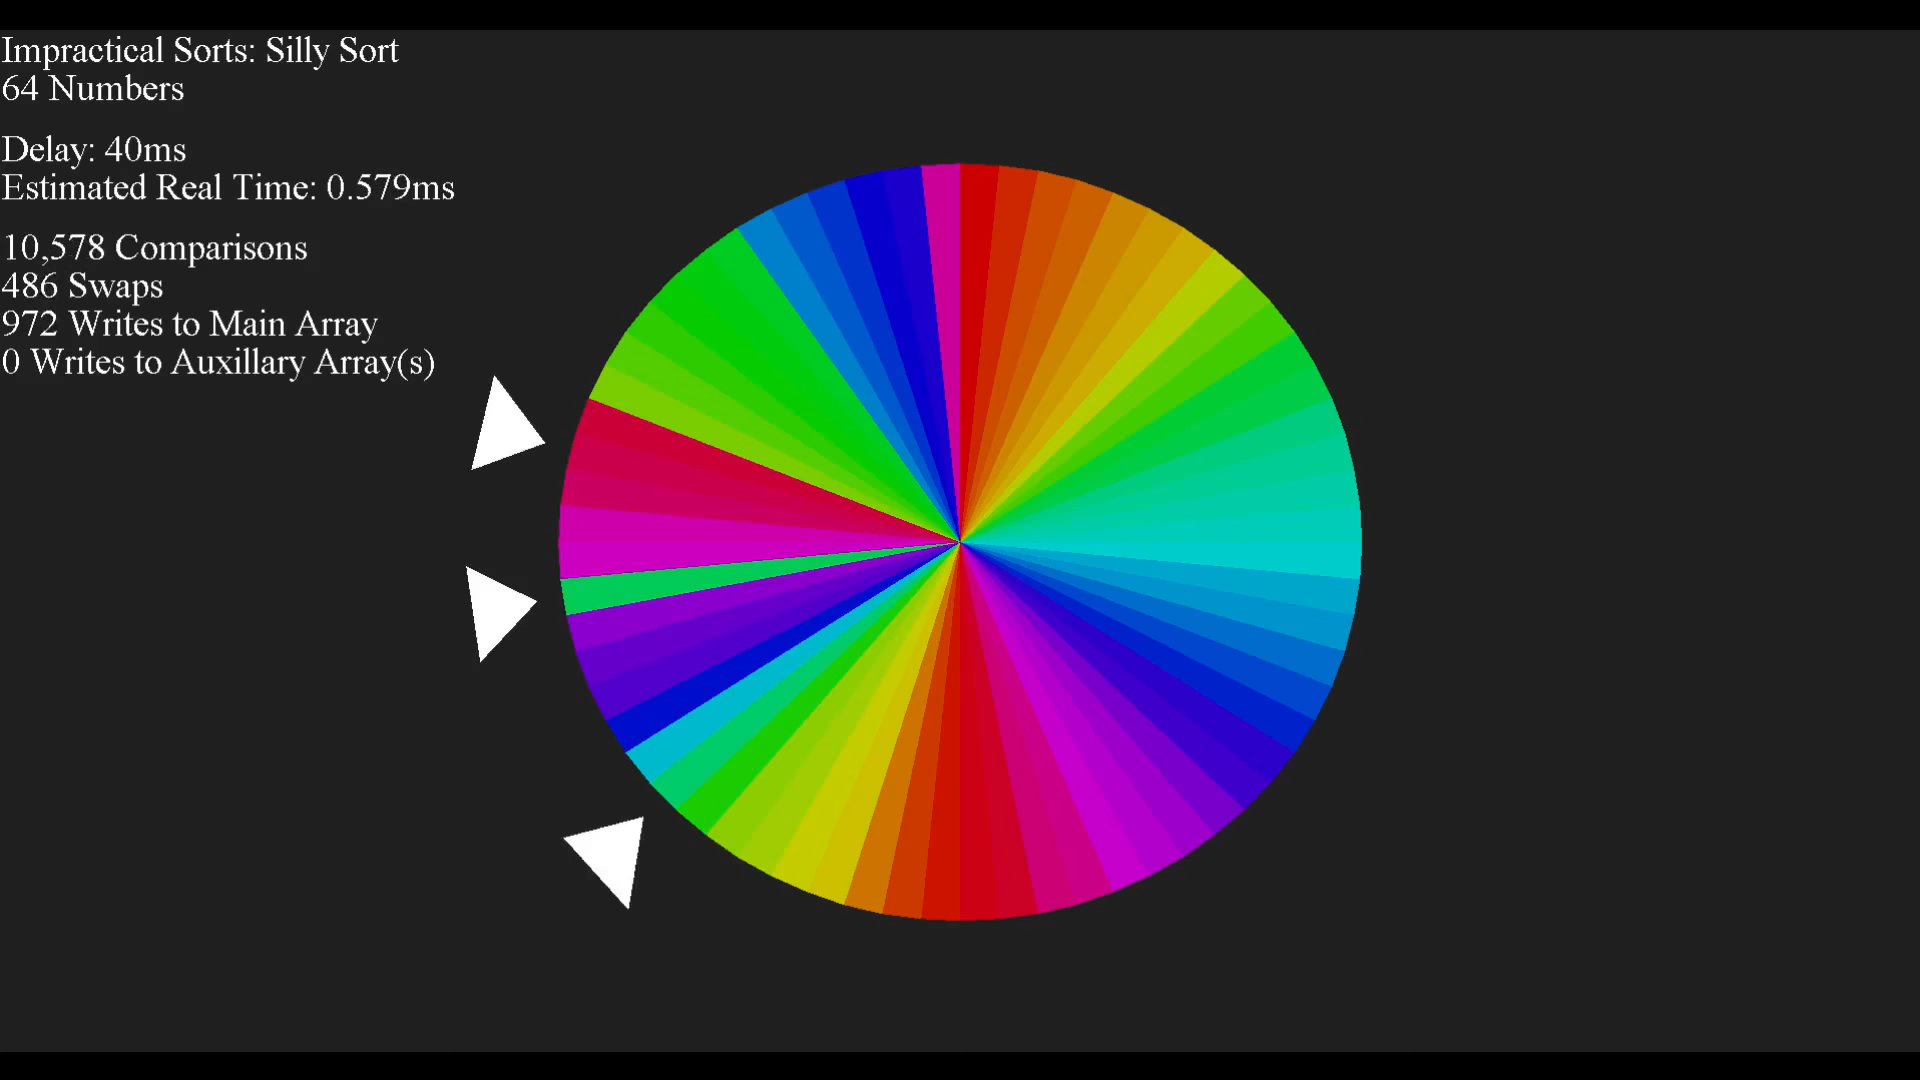 Impractical Sorts: Silly Sort
64 Numbers
Delay: 40ms
Estimated Real Time: 0.579ms
10,578 Comparisons
486 Swaps
972 Writes to Main Array
0 Writes to Auxillary Array(s)